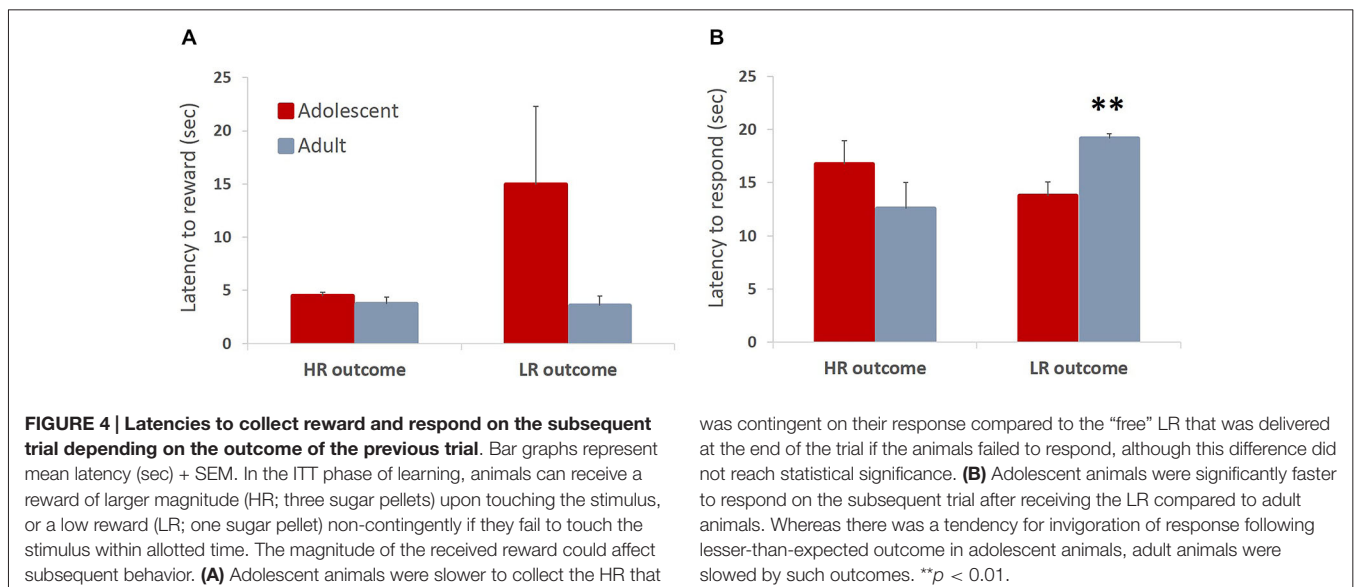 A
25
20
15
10
5
0
Latency to reward (sec)
Adolescent
Adult
HR outcome
LR outcome
B
25
20
15
10
5
0
Latency to respond (sec)
**
HR outcome
LR outcome
FIGURE 4 | Latencies to collect reward and respond on the subsequent
trial depending on the outcome of the previous trial. Bar graphs represent
mean latency (sec) + SEM. In the ITT phase of learning, animals can receive a
reward of larger magnitude (HR; three sugar pellets) upon touching the stimulus,
or a low reward (LR; one sugar pellet) non-contingently if they fail to touch the
stimulus within allotted time. The magnitude of the received reward could affect
subsequent behavior. (A) Adolescent animals were slower to collect the HR that
was contingent on their response compared to the “free” LR that was delivered
at the end of the trial if the animals failed to respond, although this difference did
not reach statistical significance. (B) Adolescent animals were significantly faster
to respond on the subsequent trial after receiving the LR compared to adult
animals. Whereas there was a tendency for invigoration of response following
lesser-than-expected outcome in adolescent animals, adult animals were
slowed by such outcomes. **p < 0.01.